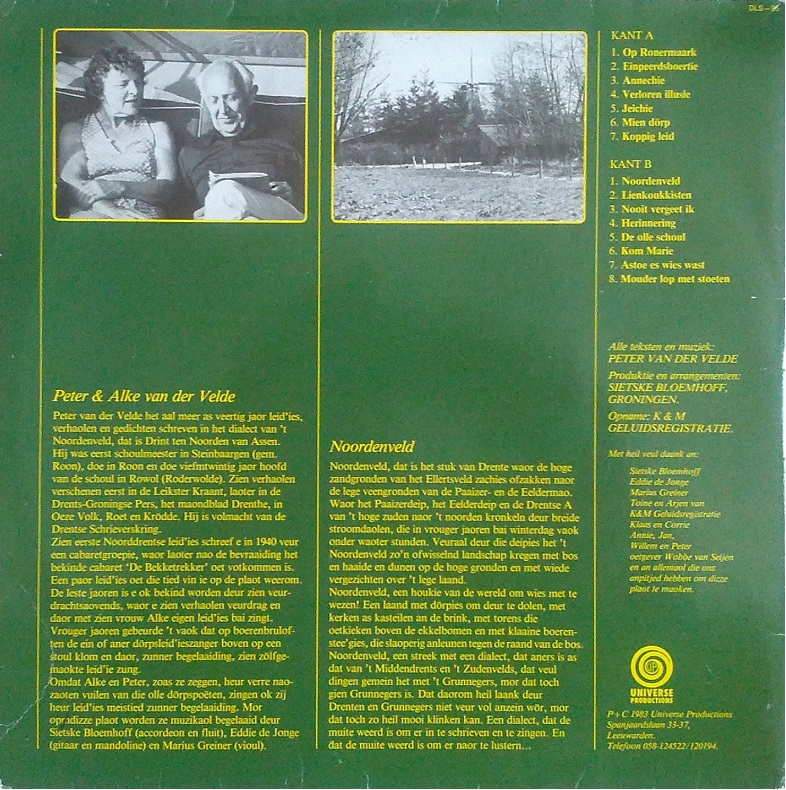 DLS-95
KANT A
1. Op Ronermaark
2. Einpeerdsboertie
3. Annechie
4. Verloren illusie
5. Jeichie
6. Mien dörp
7. Koppig leid
KANT B
1. Noordenveld
2. Lienkoukkisten
3. Nooit vergeet ik
4. Herinnering
5. De olle schoul
6. Kom Marie
7. Astoe es wies wast
8. Mouder lop met stoeten
Alle teksten en muziek:
PETER VAN DER VELDE
Produktie en arrangementen:
SIETSKE BLOEMHOFF,
GRONINGEN.
Opname: K & M
GELUIDSREGISTRATIE.
Met heil veul daank an:
Sietske Bloemhoff
Eddie de Jonge
Marius Greiner
Toine en Arjen van
K&M Geluidsregistratie
Klaas en Corrie
Annie, Jan,
Willem en Peter
oetgever Wobbe van Seijen
en an allemaol die ons
anpitjed hebben om dizze
plaot te maoken.
UNIVERSE
PRODUCTIONS
P + C 1983 Universe Productions
Spanjaardslaan 33-37,
Leeuwarden.
Telefoon 058-124522/120194.
Peter & Alke van der Velde
Peter van der Velde het aal meer as veertig jaor leid'ies,
verhaolen en gedichten schreven in het dialect van 't
Noordenveld, dat is Drint ten Noorden van Assen.
Hij was eerst schoulmeester in Steinbaargen (gem.
Roon), doe in Roon en doe viefmtwintig jaor hoofd
van de schoul in Rowol (Roderwolde). Zien verhaolen
verschenen eerst in de Leikster Kraant, laoter in de
Drents-Groningse Pers, het maondblad Drenthe, in
Oeze Volk, Roet en Krödde. Hij is volmacht van de
Drentse Schrieverskring.
Zien eerste Noorddrentse leid'ies schreef e in 1940 veur
een cabaretgroepie, waor laoter nao de bevraaiding het
bekinde cabaret 'De Bekketrekker' oet votkommen is.
Een paor leid'ies oet die tied vin ie op de plaot weerom.
De leste jaoren is e ok bekind worden deur zien veur-
drachtsaovends, waor e zien verhaolen veurdrag en
daor met zien vrouw Alke eigen leid'ies bai zingt.
Vrouger jaoren gebeurde 't vaok dat op boerenbrulof-
ten de ein of aner dörpsleid'ieszanger boven op een
stoul klom en daor, zunner begelaaiding, zien zölfge-
maokte leid'ie zung.
Omdat Alke en Peter, zoas ze zeggen, heur verre nao-
zaoten vuilen van die olle dörpspoëten, zingen ok zij
heur leid'ies meistied zunner begelaaiding. Mor
opradizze plaot worden ze muzikaol begelaaid deur
Sietske Bloemhoff (accordeon en fluit), Eddie de Jonge
(gitaar en mandoline) en Marius Greiner (vioul).
Noordenveld
Noordenveld, dat is het stuk van Drente waor de hoge
zandgronden van het Ellertsveld zachies ofzakken naor
de lege veengronden van de Paaizer- en de Eeldermao.
Waor het Paaizerdeip, het Eelderdeip en de Drentse A
van 't hoge zuden naor 't noorden kronkeln deur breide
stroomdaolen, die in vrouger jaoren bai winterdag vaok
onder waoter stunden. Veuraal deur die deipies het 't
Noordenveld zo'n ofwisselnd landschap kregen met bos
en haaide en dunen op de hoge gronden en met wiede
vergezichten over 't lege laand.
Noordenveld, een houkie van de wereld om wies met te
wezen! Een laand met dörpies om deur te dolen, met
kerken as kasteilen an de brink, met torens die
oetkieken boven de ekkelbomen en met klaaine boeren-
stee'gies, die slaoperig anleunen tegen de raand van de bos.
Noordenveld, een streek met een dialect, dat aners is as
dat van 't Middendrents en 't Zudenvelds, dat veul
dingen gemein het met 't Grunnegers, mor dat toch
gien Grunnegers is. Dat daorom heil laank deur
Drenten en Grunnegers niet veur vol anzein wör, mor
dat toch zo heil mooi klinken kan. Een dialect, dat de
muite weerd is om er in te schrieven en te zingen. En
dat de muite weerd is om er naor te lustern...